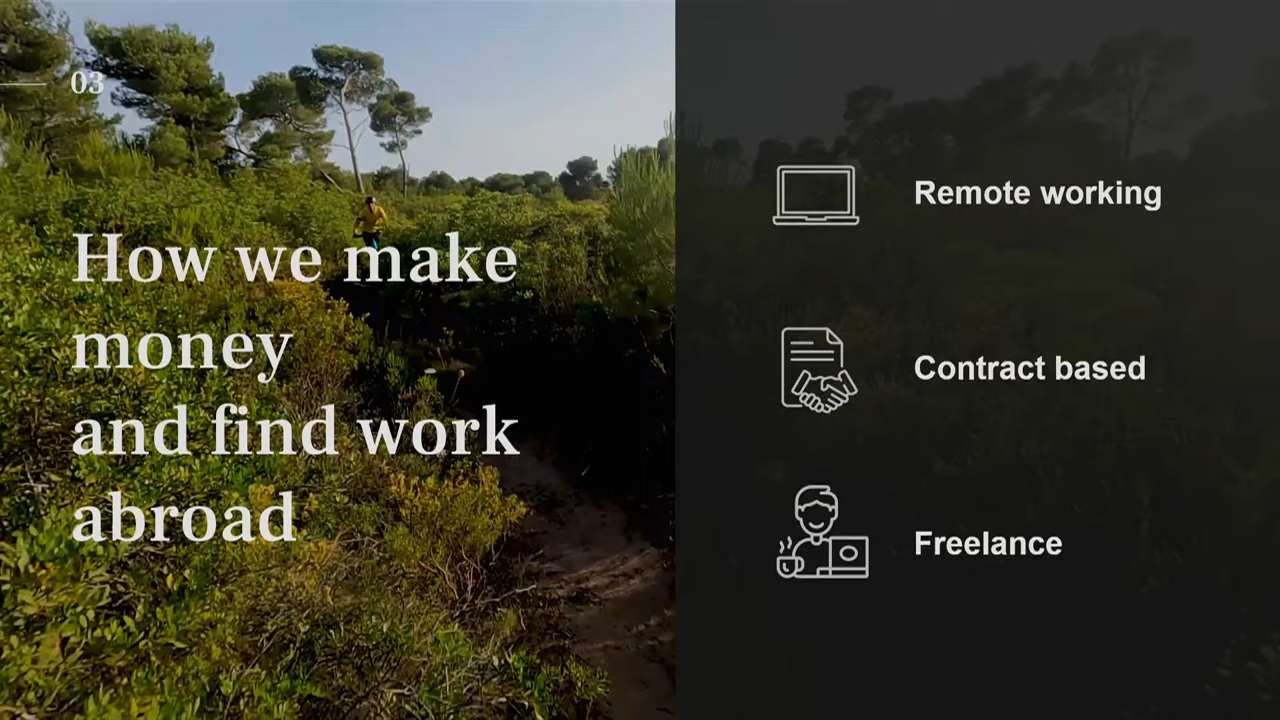 03
How we make
money
and find work
abroad
Remote working
Contract based
Freelance